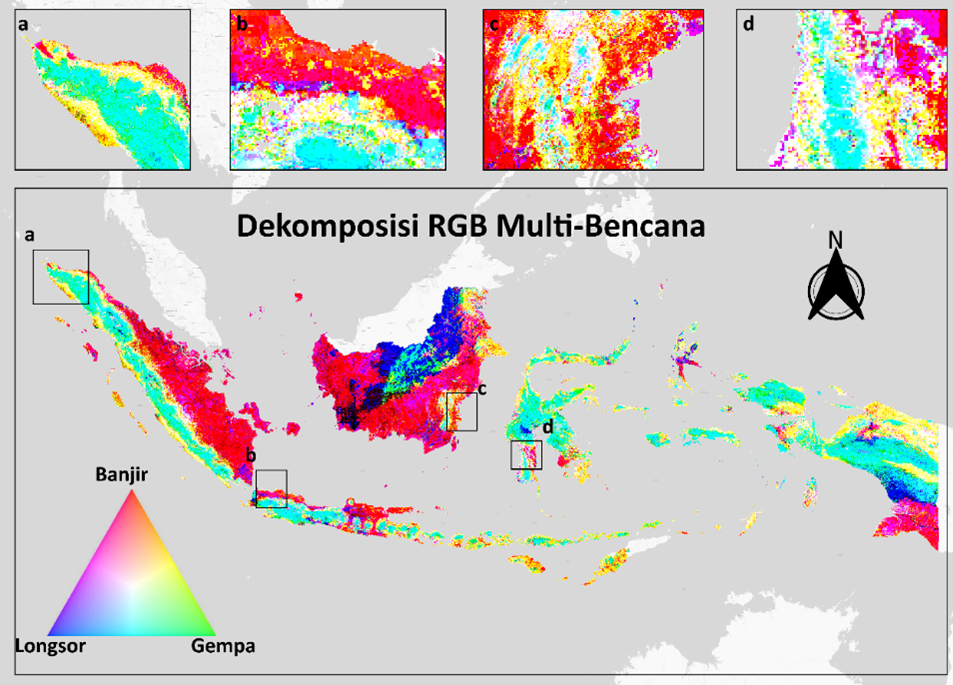 a
b
c
d
Dekomposisi RGB Multi-Bencana
N
a
b
c
d
Banjir
Longsor
Gempa